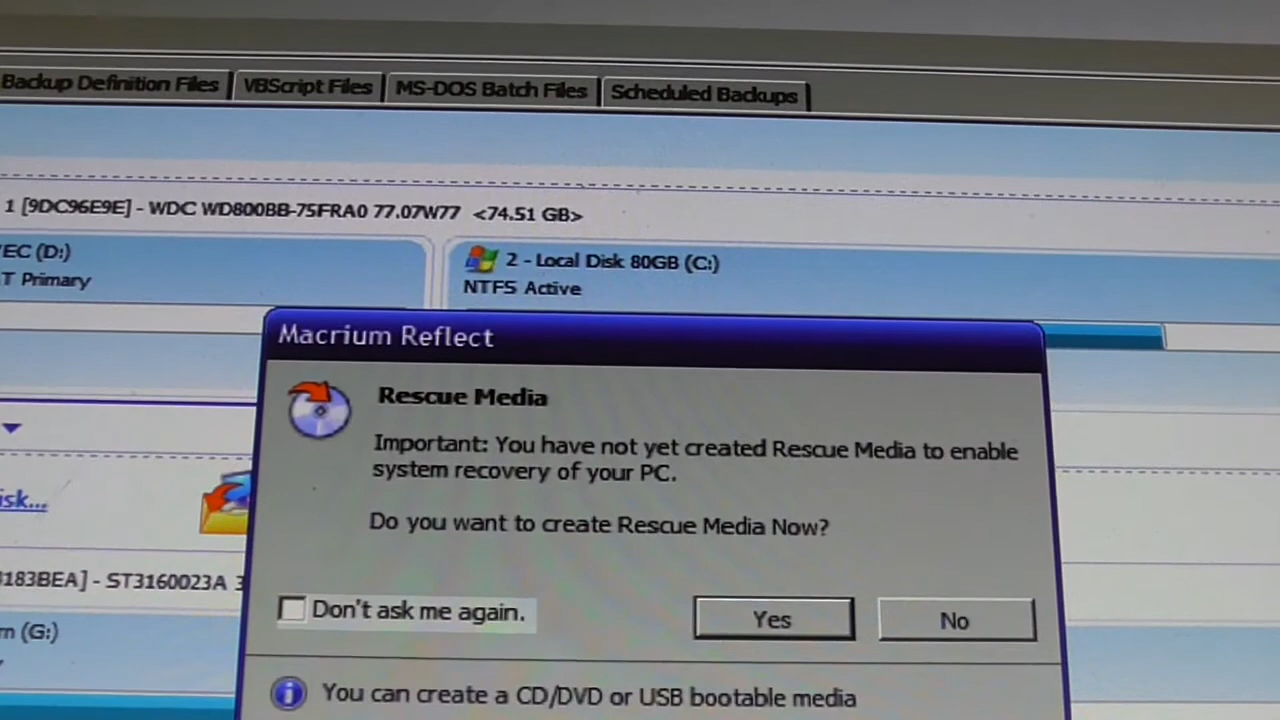 Backup Definition Files
VBScript Files
MS-DOS Batch Files
Scheduled Backups
1 [9DC96E9E] - WDC WD800BB-75FRA0 77.07W77 <74.51 GB>
(D:)
Primary
2 - Local Disk 80GB (C:)
NTFS Active
Macrium Reflect
Rescue Media
Important: You have not yet created Rescue Media to enable
system recovery of your PC.
Do you want to create Rescue Media Now?
Don't ask me again.
Yes
No
You can create a CD/DVD or USB bootable media
isk...
3183BEA] - ST3160023A 3
(G:)